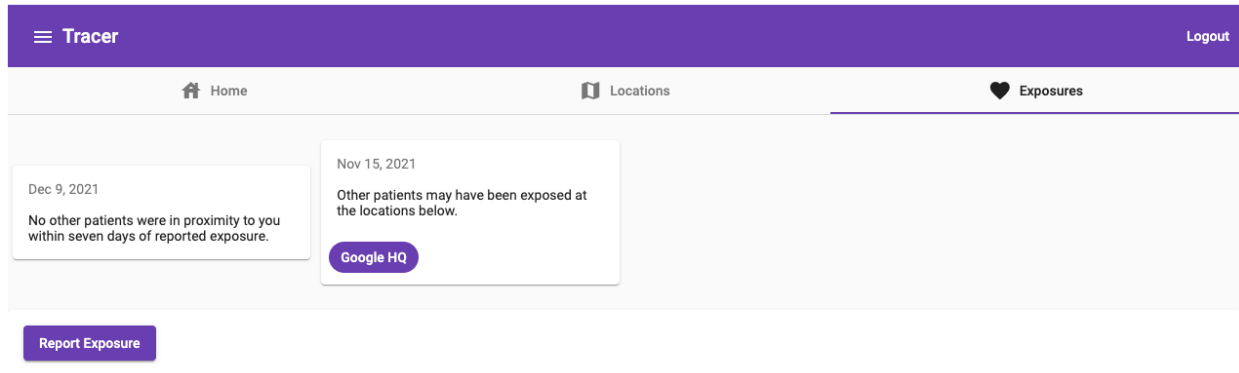 Tracer
Logout
Home
Locations
Exposures
Dec 9, 2021
No other patients were in proximity to you
within seven days of reported exposure.
Nov 15, 2021
Other patients may have been exposed at
the locations below.
Google HQ
Report Exposure